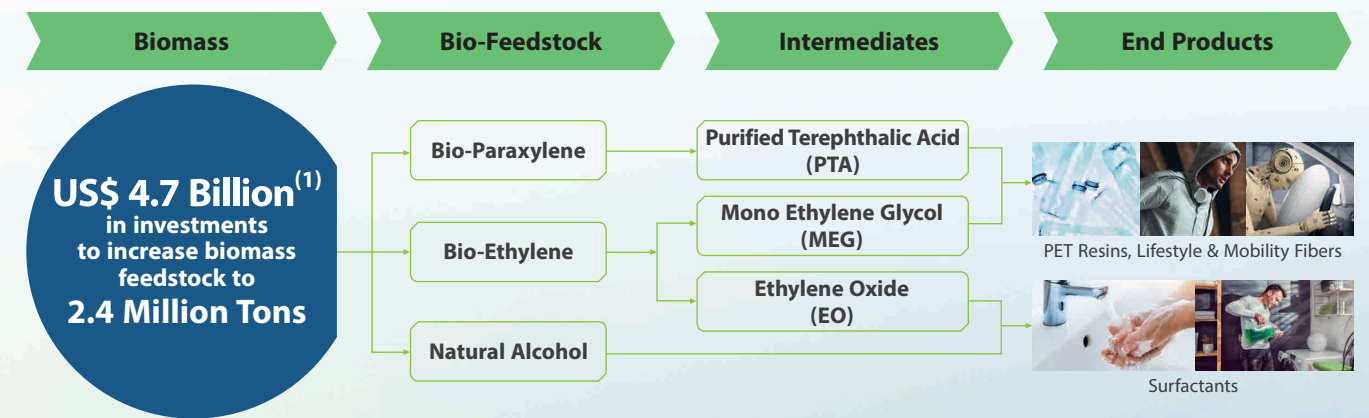 Biomass
Bio-Feedstock
Intermediates
End Products
US$ 4.7 Billion(1)
in investments
to increase biomass
feedstock to
2.4 Million Tons
Bio-Paraxylene
Bio-Ethylene
Natural Alcohol
Purified Terephthalic Acid
(PTA)
Mono Ethylene Glycol
(MEG)
Ethylene Oxide
(EO)
PET Resins, Lifestyle & Mobility Fibers
Surfactants